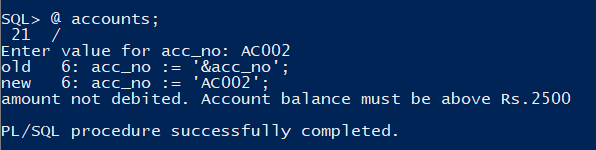 SQL> @ accounts;
 21  /
Enter value for acc_no: AC002
old   6: acc_no := '&acc_no';
new   6: acc_no := 'AC002';
amount not debited. Account balance must be above Rs.2500
PL/SQL procedure successfully completed.